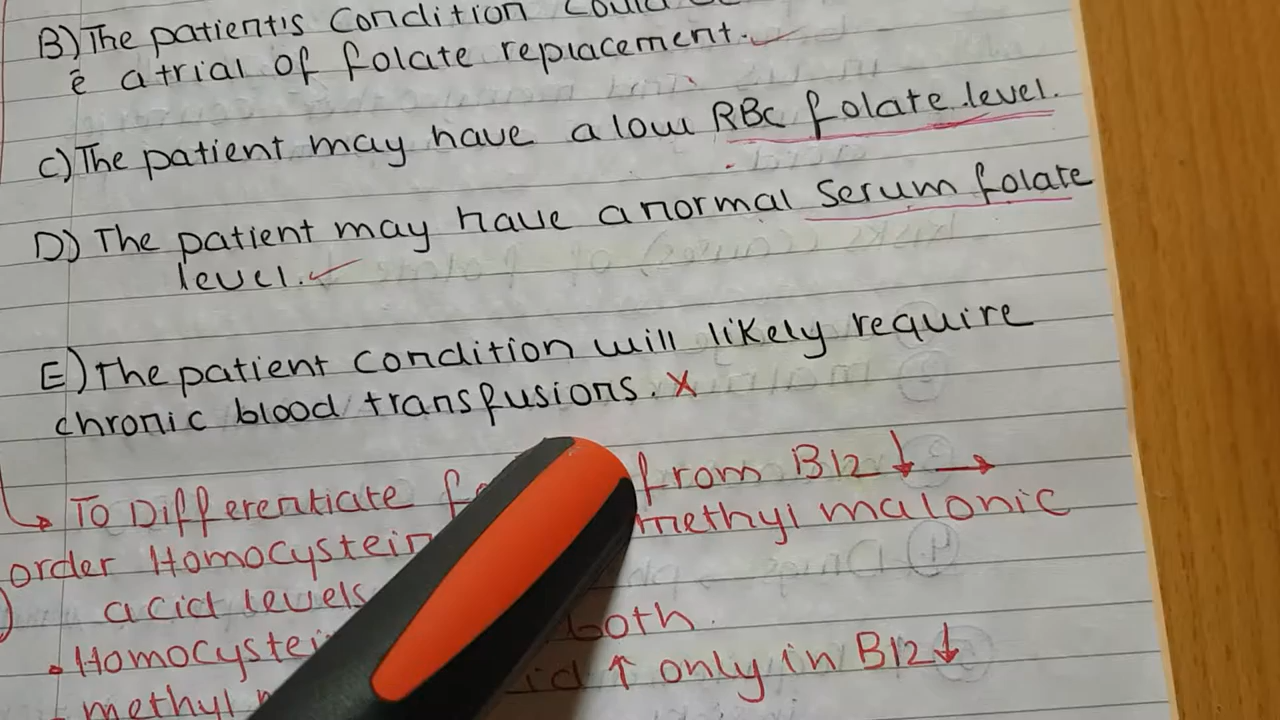 B) The patient's condition could
c̄ a trial of folate replacement.
C) The patient may have a low RBC folate level.
D) The patient may have a normal serum folate
level.
E) The patient condition will likely require
chronic blood transfusions. X
→ To Differentiate from B12 ↓ →
order Homocystein methyl malonic
acid levels
• Homocystei both.
methyl id ↑ only in B12 ↓